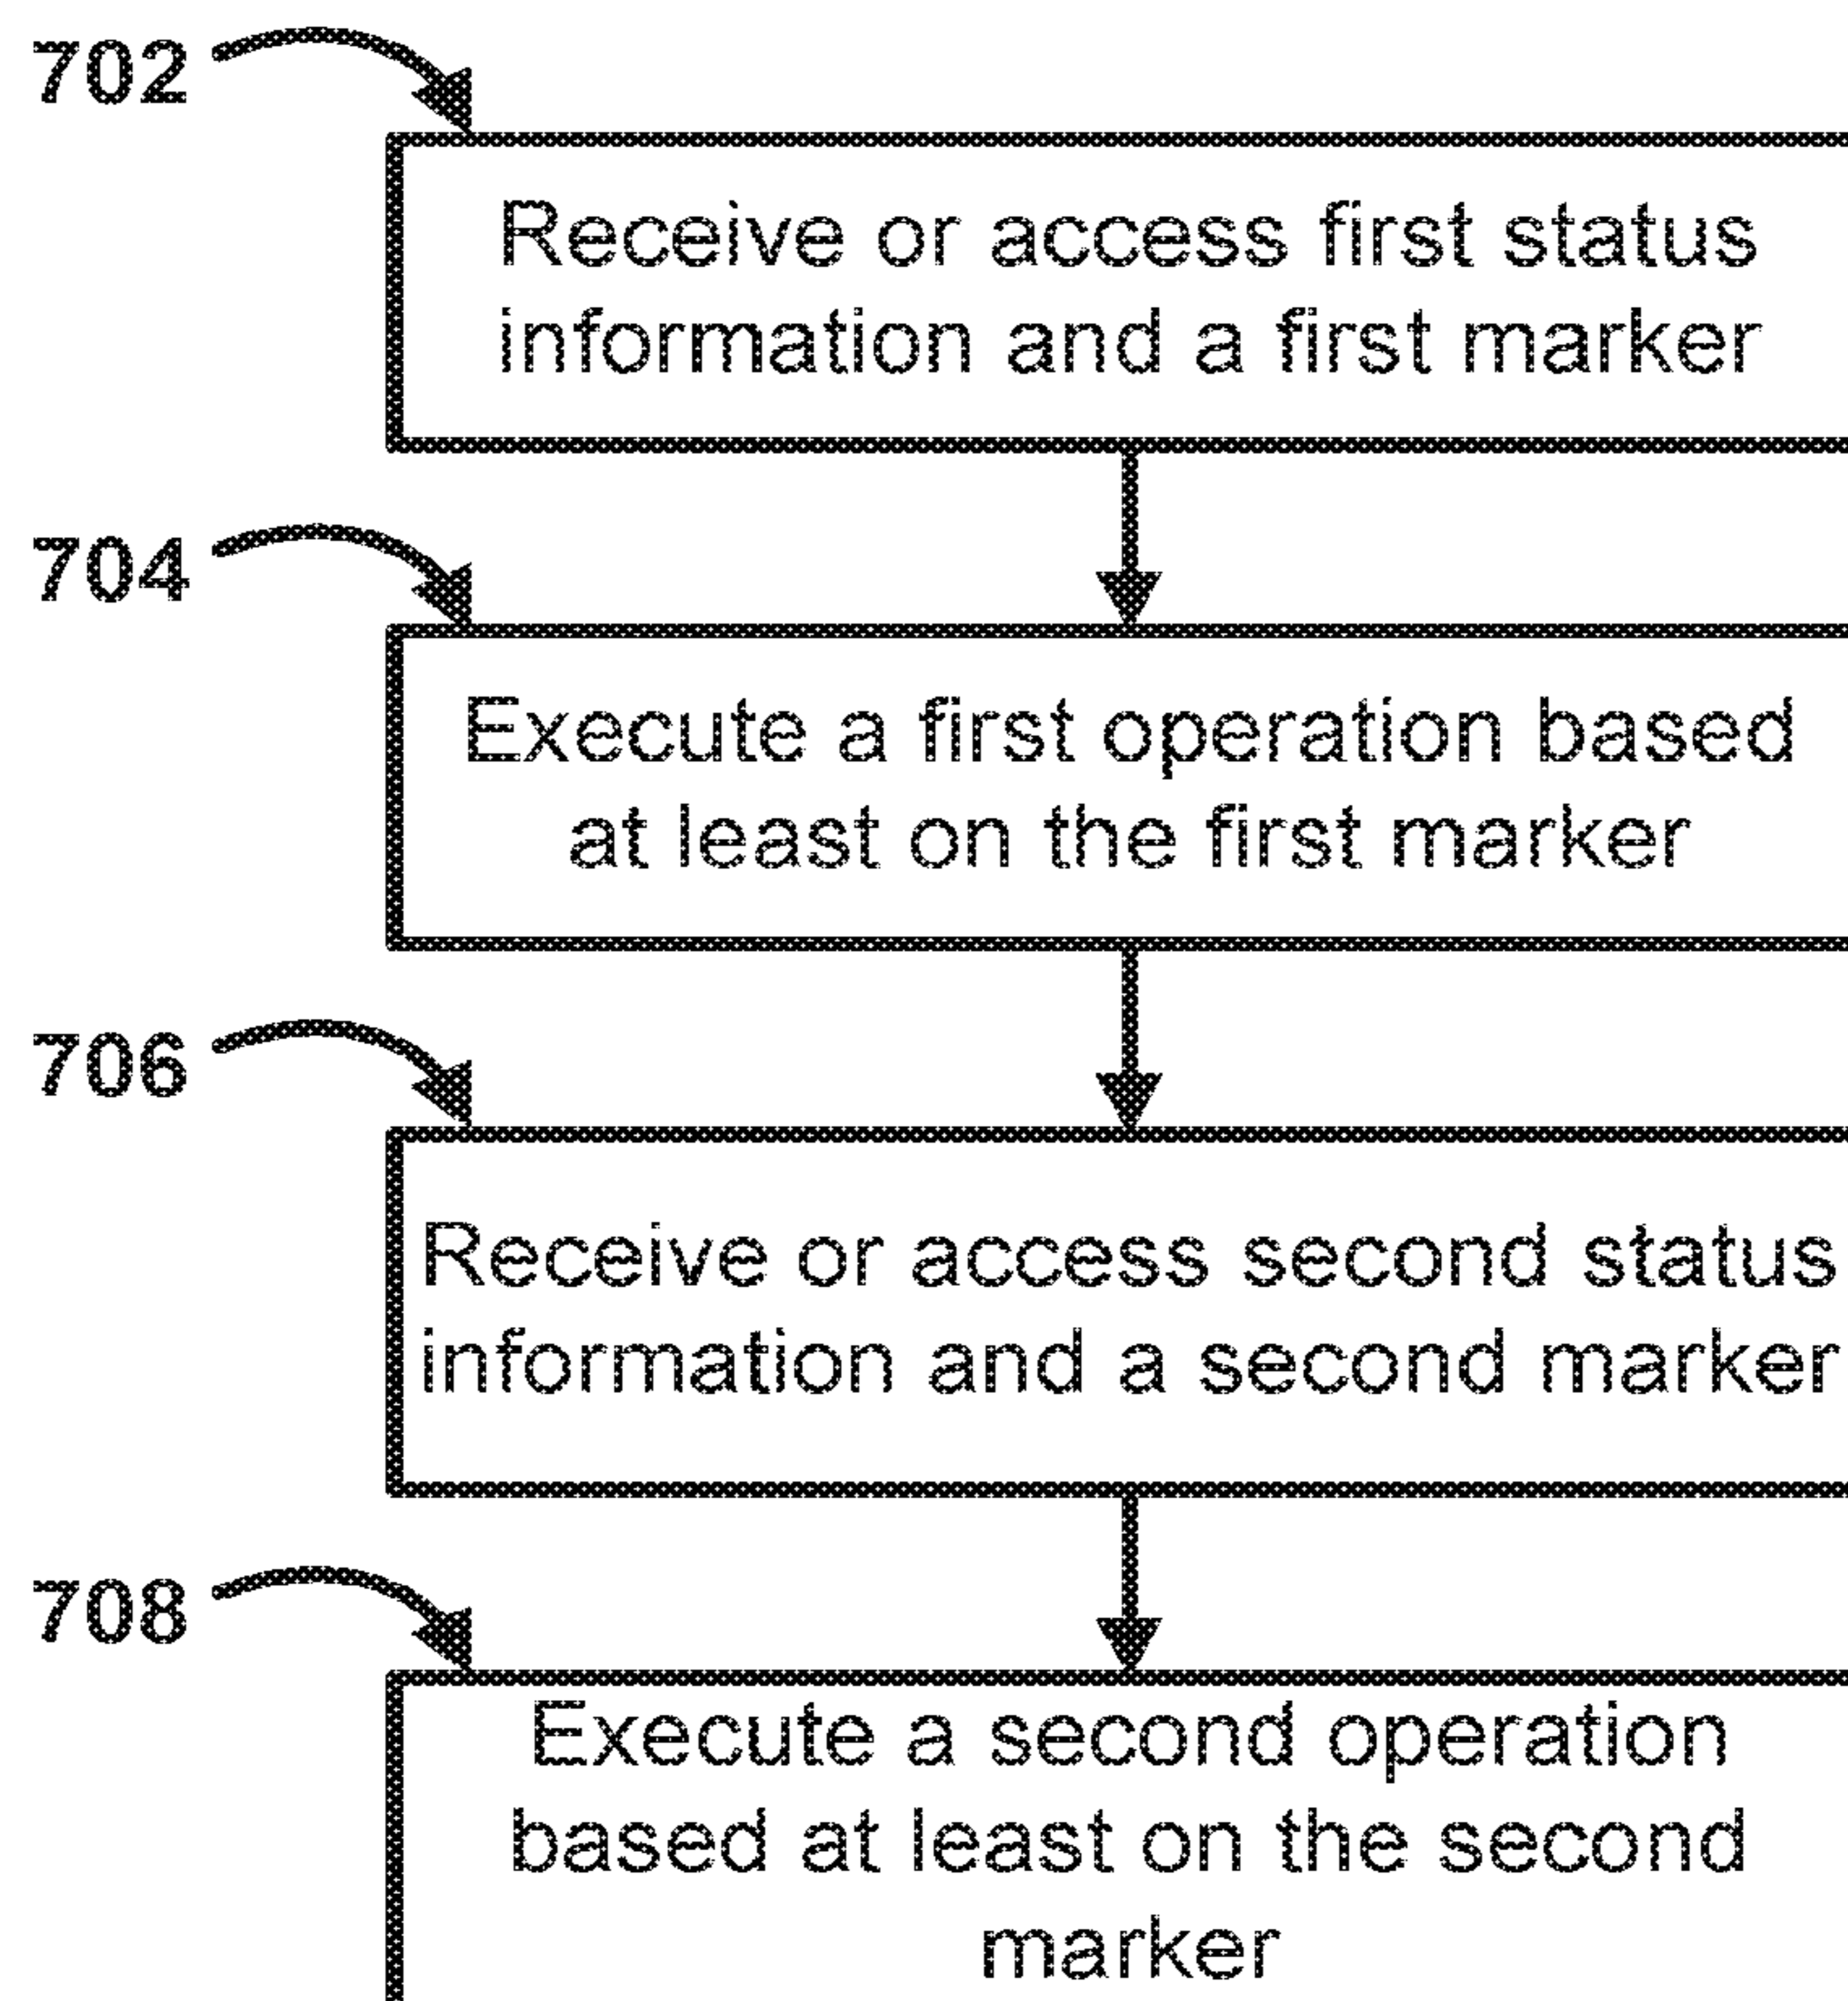 702
Receive or access first status
information and a first marker
704
Execute a first operation based
at least on the first marker
706
Receive or access second status
information and a second marker
708
Execute a second operation
based at least on the second
marker